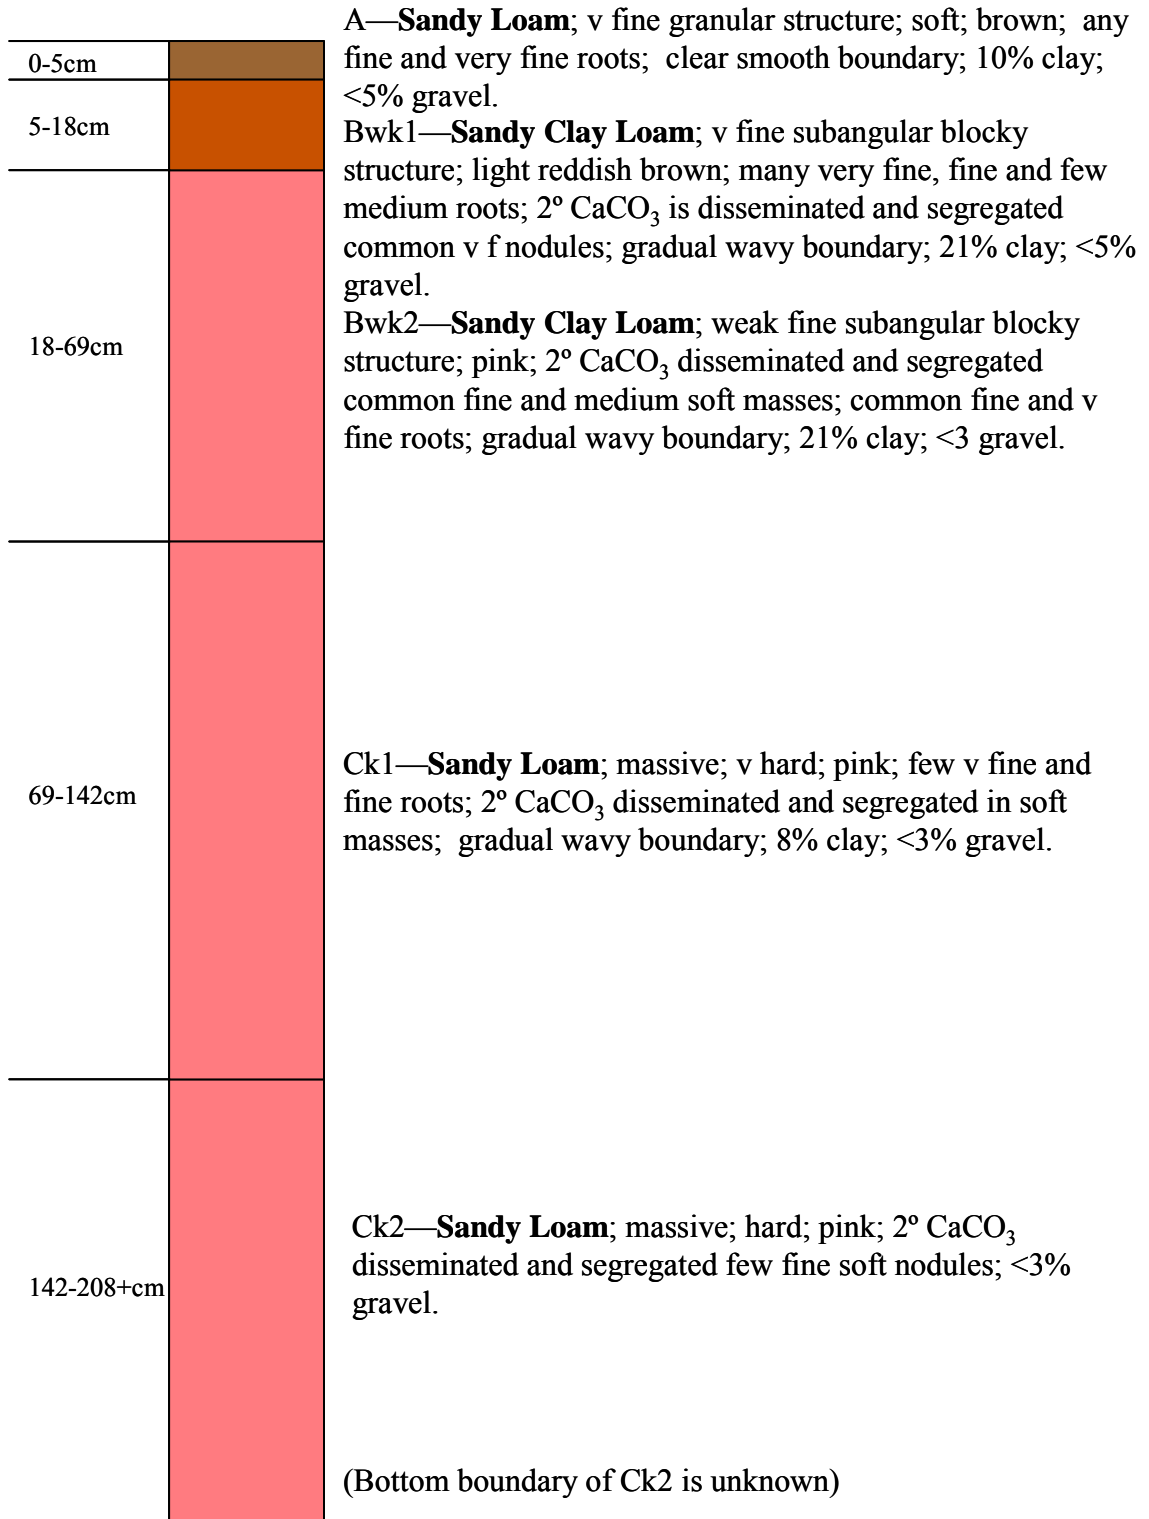 A—Sandy Loam; v fine granular structure; soft; brown;  any
fine and very fine roots;  clear smooth boundary; 10% clay;
<5% gravel.
0-5cm
5-18cm
Bwk1—Sandy Clay Loam; v fine subangular blocky
structure; light reddish brown; many very fine, fine and few
medium roots; 2º CaCO₃ is disseminated and segregated
common v f nodules; gradual wavy boundary; 21% clay; <5%
gravel.
18-69cm
Bwk2—Sandy Clay Loam; weak fine subangular blocky
structure; pink; 2º CaCO₃ disseminated and segregated
common fine and medium soft masses; common fine and v
fine roots; gradual wavy boundary; 21% clay; <3 gravel.
69-142cm
Ck1—Sandy Loam; massive; v hard; pink; few v fine and
fine roots; 2º CaCO₃ disseminated and segregated in soft
masses;  gradual wavy boundary; 8% clay; <3% gravel.
142-208+cm
Ck2—Sandy Loam; massive; hard; pink; 2º CaCO₃
disseminated and segregated few fine soft nodules; <3%
gravel.
(Bottom boundary of Ck2 is unknown)